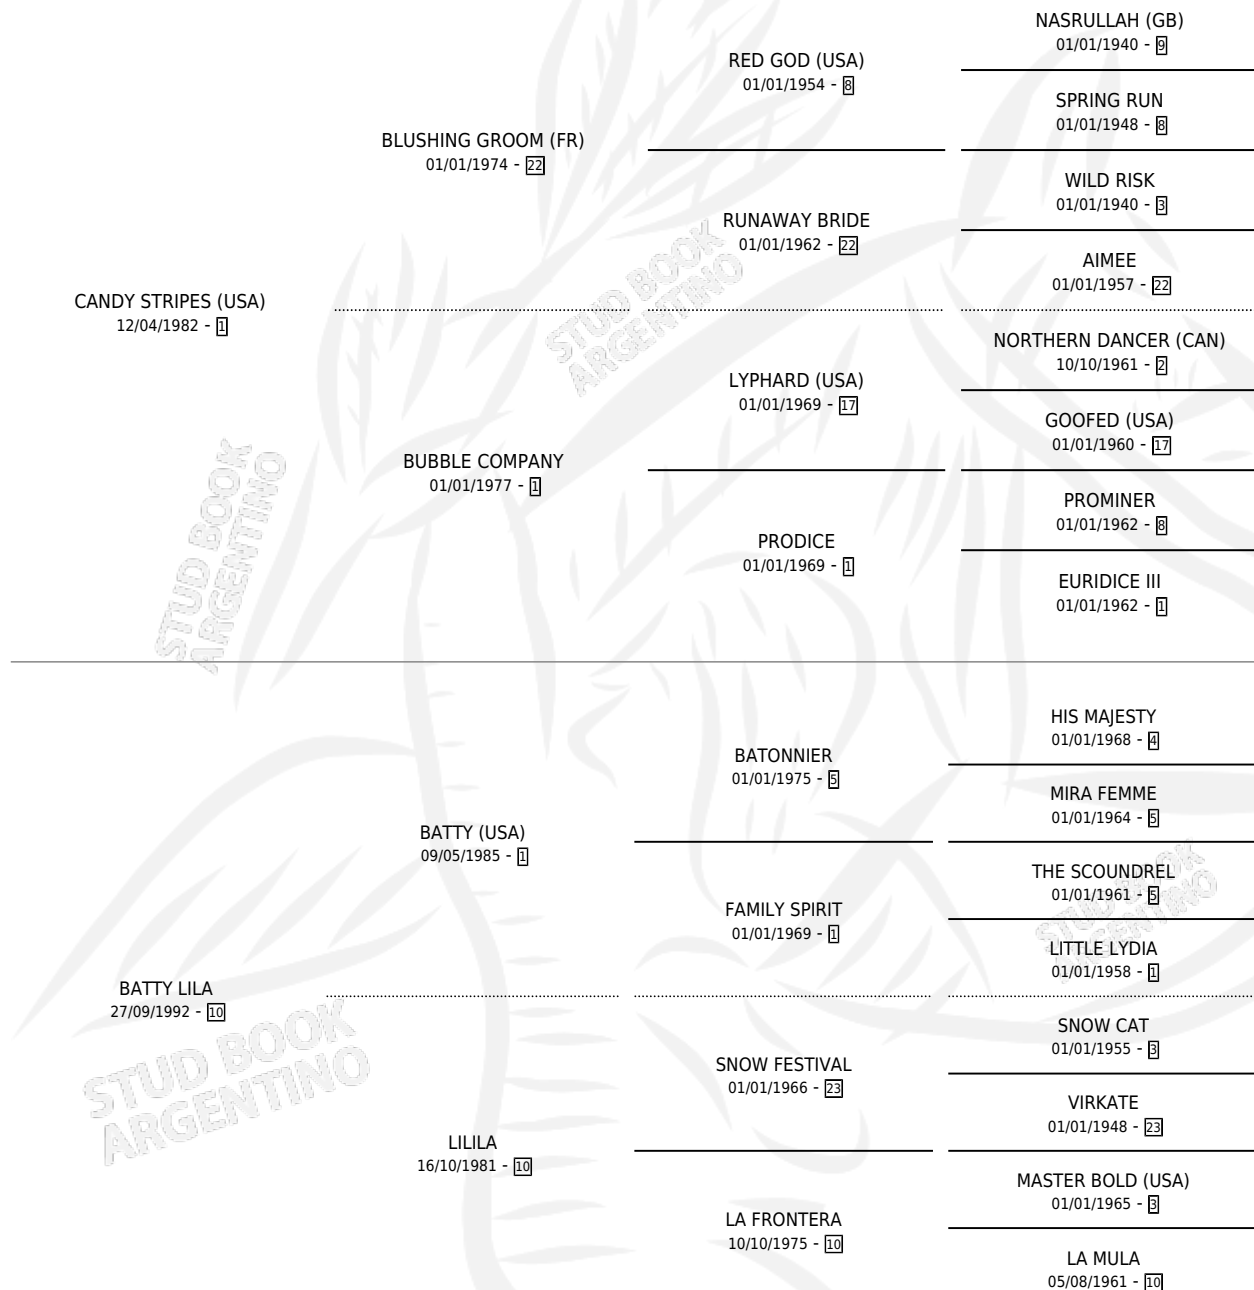 NASRULLAH (GB)
01/01/1940 - 9
RED GOD (USA)
01/01/1954 - 8
SPRING RUN
01/01/1948 - 8
BLUSHING GROOM (FR)
01/01/1974 - 22
WILD RISK
01/01/1940 - 3
RUNAWAY BRIDE
01/01/1962 - 22
AIMEE
01/01/1957 - 22
CANDY STRIPES (USA)
12/04/1982 - 1
NORTHERN DANCER (CAN)
10/10/1961 - 2
LYPHARD (USA)
01/01/1969 - 17
GOOFED (USA)
01/01/1960 - 17
BUBBLE COMPANY
01/01/1977 - 1
PROMINER
01/01/1962 - 8
PRODICE
01/01/1969 - 1
EURIDICE III
01/01/1962 - 1
HIS MAJESTY
01/01/1968 - 4
BATONNIER
01/01/1975 - 5
MIRA FEMME
01/01/1964 - 5
BATTY (USA)
09/05/1985 - 1
THE SCOUNDREL
01/01/1961 - 5
FAMILY SPIRIT
01/01/1969 - 1
LITTLE LYDIA
01/01/1958 - 1
BATTY LILA
27/09/1992 - 10
SNOW CAT
01/01/1955 - 3
SNOW FESTIVAL
01/01/1966 - 23
VIRKATE
01/01/1948 - 23
LILILA
16/10/1981 - 10
MASTER BOLD (USA)
01/01/1965 - 3
LA FRONTERA
10/10/1975 - 10
LA MULA
05/08/1961 - 10
STUD BOOK
ARGENTINO
STUD BOOK
ARGENTINO
STUD BOOK
ARGENTINO
STUD BOOK
ARGENTINO